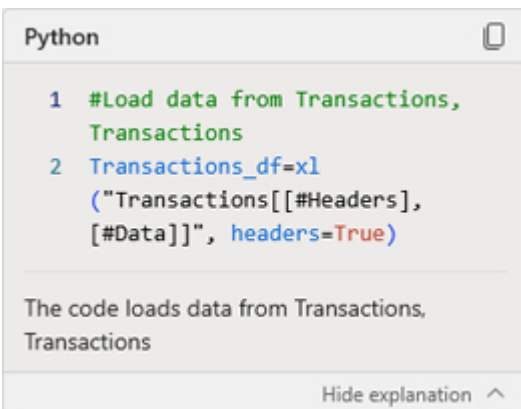 Python
1 #Load data from Transactions,
Transactions
2 Transactions_df=xl
("Transactions[[#Headers],
[#Data]]", headers=True)
The code loads data from Transactions,
Transactions
Hide explanation